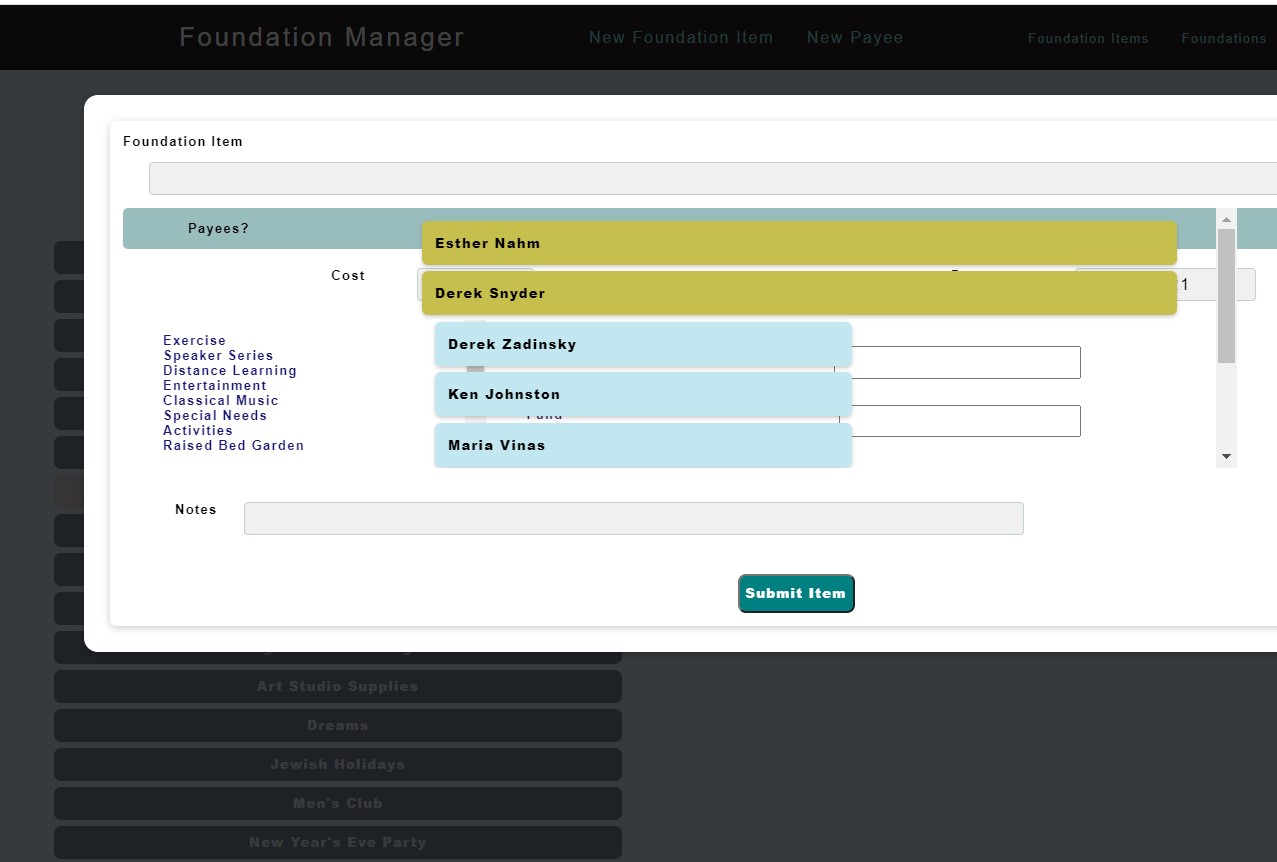 Foundation Manager
New Foundation Item
New Payee
Foundation Items
Foundations
Foundation Item
Payees?
Esther Nahm
Cost
Derek Snyder
21
Exercise
Speaker Series
Distance Learning
Entertainment
Classical Music
Special Needs
Activities
Raised Bed Garden
Derek Zadinsky
Ken Johnston
Fund
Maria Vinas
Notes
Submit Item
Art Studio Supplies
Dreams
Jewish Holidays
Men's Club
New Year's Eve Party